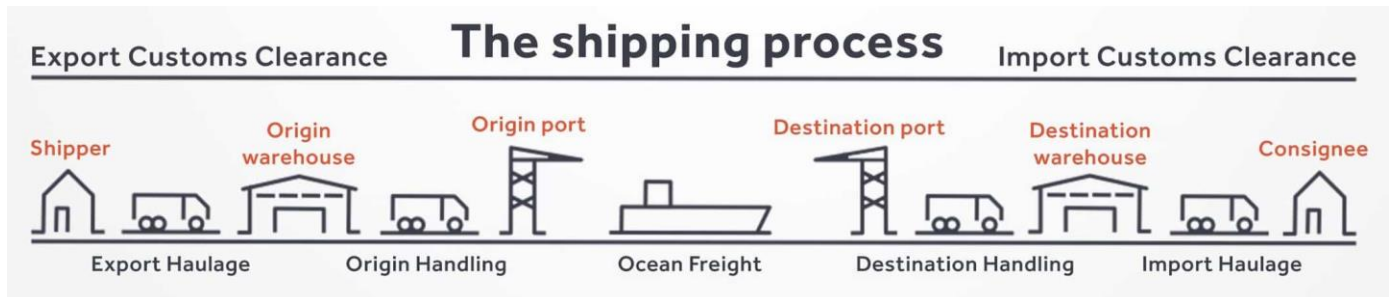 The shipping process
Export Customs Clearance
Import Customs Clearance
Shipper
Origin
warehouse
Origin port
Destination port
Destination
warehouse
Consignee
Export Haulage
Origin Handling
Ocean Freight
Destination Handling
Import Haulage